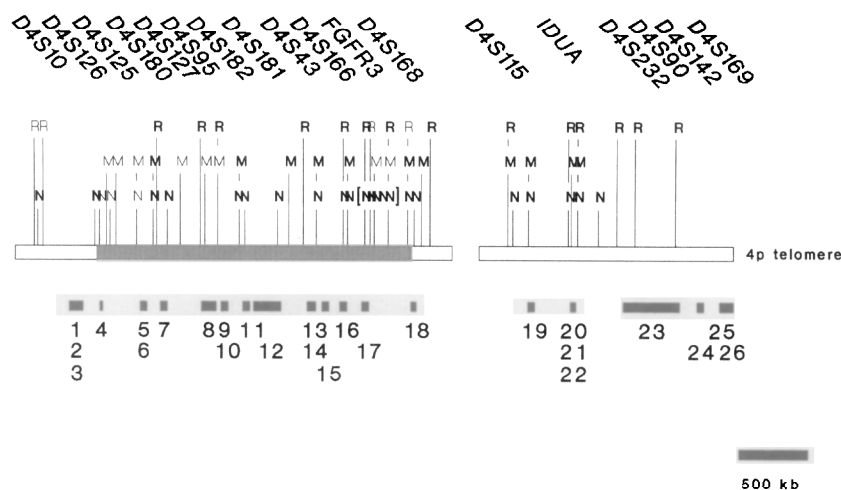 D4S10 D4S126 D4S125 D4S180 D4S127 D4S95 D4S182 D4S181 D4S43 D4S166 FGFR3 D4S168 D4S115 IDUA D4S232 D4S90 D4S142 D4S169
R R R R R R R R R R R R R R R R R R
M M M M M M M M M M M M M M M M M M M
N N N N N N N N N N N N N [ N N N N N ] N N N N N N N N
4p telomere
1 4 5 7 8 9 11 13 16 18 19 20 23 25
2 6 10 12 14 17 21 24 26
3 15 22
500 kb